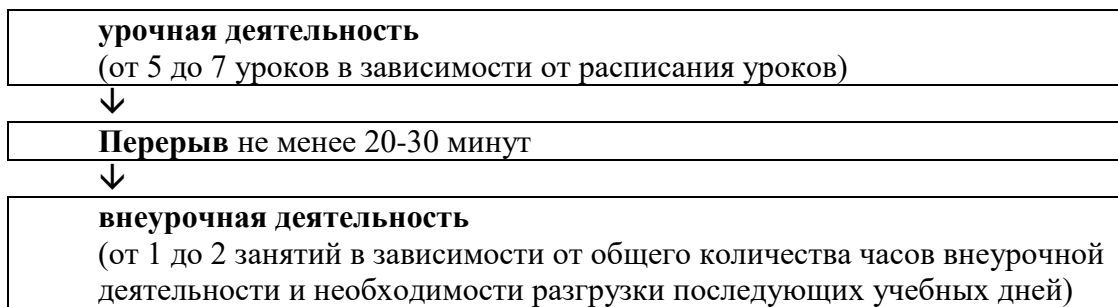 урочная деятельность
(от 5 до 7 уроков в зависимости от расписания уроков)
↓
Перерыв не менее 20-30 минут
↓
внеурочная деятельность
(от 1 до 2 занятий в зависимости от общего количества часов внеурочной
деятельности и необходимости разгрузки последующих учебных дней)